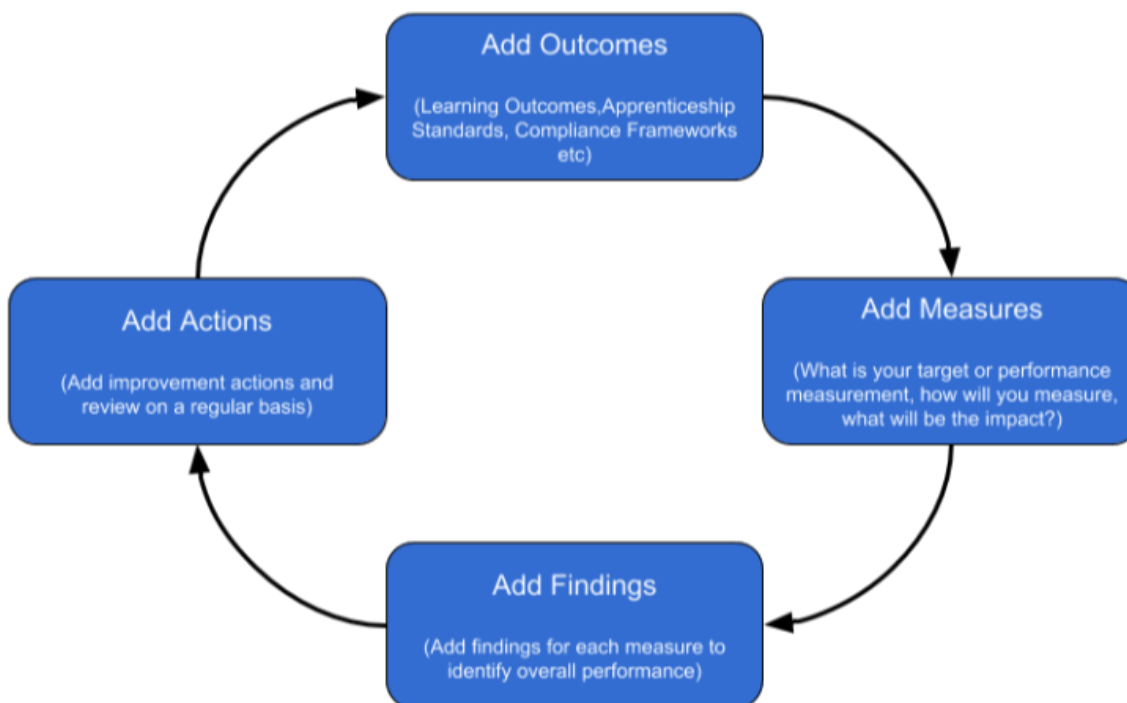 Add Outcomes
(Learning Outcomes,Apprenticeship
Standards, Compliance Frameworks
etc)
Add Measures
(What is your target or performance
measurement, how will you measure,
what will be the impact?)
Add Findings
(Add findings for each measure to
identify overall performance)
Add Actions
(Add improvement actions and
review on a regular basis)